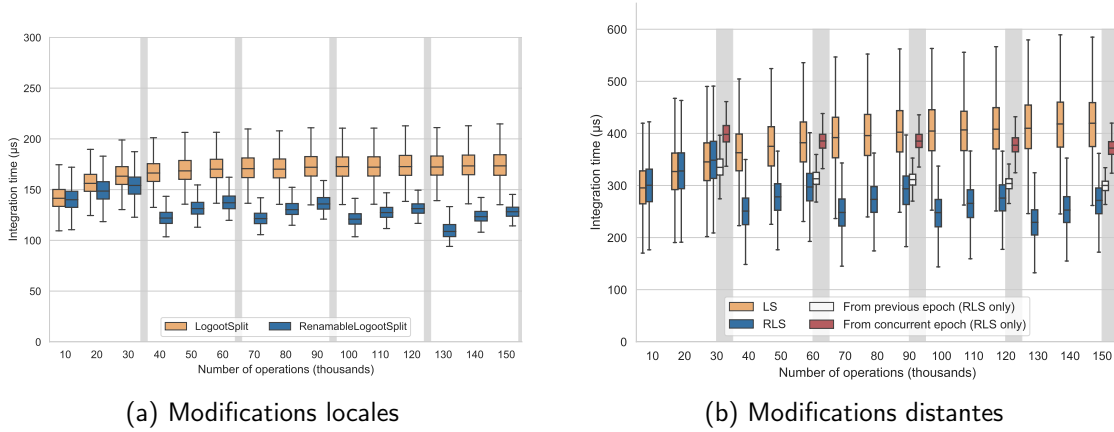 300
250
200
150
100
50
0
Integration time (µs)
LogootSplit
RenamableLogootSplit
10 20 30 40 50 60 70 80 90 100 110 120 130 140 150
Number of operations (thousands)
(a) Modifications locales
600
500
400
300
200
100
0
Integration time (µs)
LS
From previous epoch (RLS only)
RLS
From concurrent epoch (RLS only)
10 20 30 40 50 60 70 80 90 100 110 120 130 140 150
Number of operations (thousands)
(b) Modifications distantes